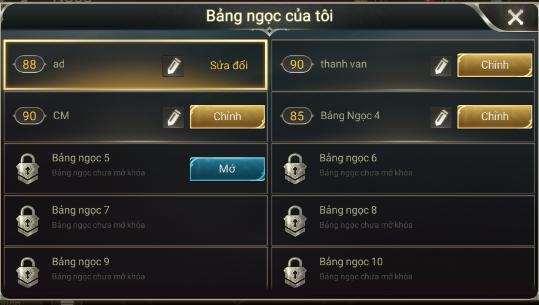 Bảng ngọc của tôi
88 ad Sửa đổi
90 thanh van Chính
90 CM Chính
85 Bảng Ngọc 4 Chính
Bảng ngọc 5 Mở
Bảng ngọc chưa mở khóa
Bảng ngọc 6
Bảng ngọc chưa mở khóa
Bảng ngọc 7
Bảng ngọc chưa mở khóa
Bảng ngọc 8
Bảng ngọc chưa mở khóa
Bảng ngọc 9
Bảng ngọc chưa mở khóa
Bảng ngọc 10
Bảng ngọc chưa mở khóa